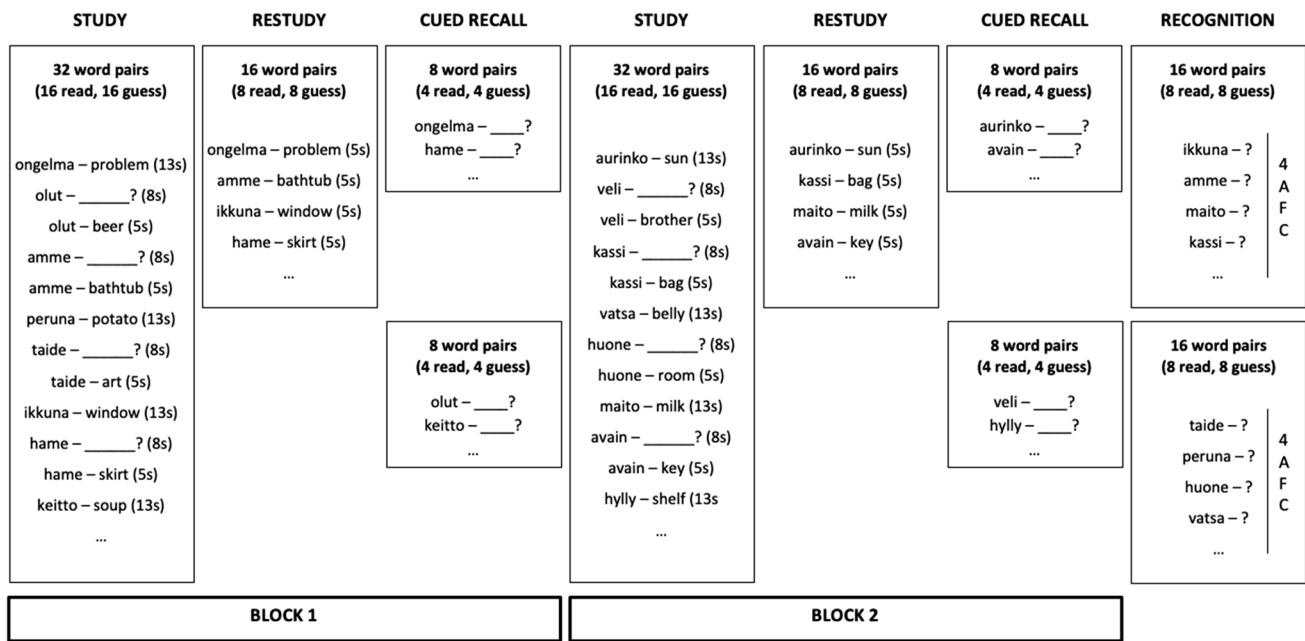 STUDY
32 word pairs
(16 read, 16 guess)
ongelma – problem (13s)
olut – ______? (8s)
olut – beer (5s)
amme – ______? (8s)
amme – bathtub (5s)
peruna – potato (13s)
taide – ______? (8s)
taide – art (5s)
ikkuna – window (13s)
hame – ______? (8s)
hame – skirt (5s)
keitto – soup (13s)
...
RESTUDY
16 word pairs
(8 read, 8 guess)
ongelma – problem (5s)
amme – bathtub (5s)
ikkuna – window (5s)
hame – skirt (5s)
...
CUED RECALL
8 word pairs
(4 read, 4 guess)
ongelma – ____?
hame – ____?
...
8 word pairs
(4 read, 4 guess)
olut – ____?
keitto – ____?
...
STUDY
32 word pairs
(16 read, 16 guess)
aurinko – sun (13s)
veli – ______? (8s)
veli – brother (5s)
kassi – ______? (8s)
kassi – bag (5s)
vatsa – belly (13s)
huone – ______? (8s)
huone – room (5s)
maito – milk (13s)
avain – ______? (8s)
avain – key (5s)
hylly – shelf (13s
...
RESTUDY
16 word pairs
(8 read, 8 guess)
aurinko – sun (5s)
kassi – bag (5s)
maito – milk (5s)
avain – key (5s)
...
CUED RECALL
8 word pairs
(4 read, 4 guess)
aurinko – ____?
avain – ____?
...
8 word pairs
(4 read, 4 guess)
veli – ____?
hylly – ____?
...
RECOGNITION
16 word pairs
(8 read, 8 guess)
ikkuna – ?
amme – ?
maito – ?
kassi – ?
...
4
A
F
C
16 word pairs
(8 read, 8 guess)
taide – ?
peruna – ?
huone – ?
vatsa – ?
...
4
A
F
C
BLOCK 1
BLOCK 2